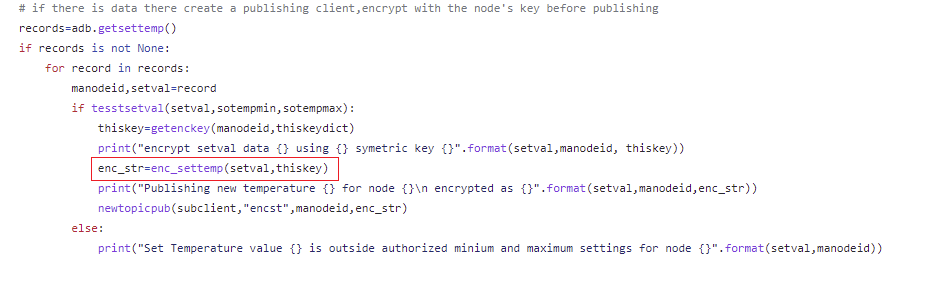 # if there is data there create a publishing client,encrypt with the node's key before publishing
records=adb.getsettemp()
if records is not None:
    for record in records:
        manodeid,setval=record
        if tesstsetval(setval,sotempmin,sotempmax):
            thiskey=getenckey(manodeid,thiskeydict)
            print("encrypt setval data {} using {} symetric key {}".format(setval,manodeid, thiskey))
            enc_str=enc_settemp(setval,thiskey)
            print("Publishing new temperature {} for node {}\n encrypted as {}".format(setval,manodeid,enc_str))
            newtopicpub(subclient,"encst",manodeid,enc_str)
        else:
            print("Set Temperature value {} is outside authorized minium and maximum settings for node {}".format(setval,manodeid))